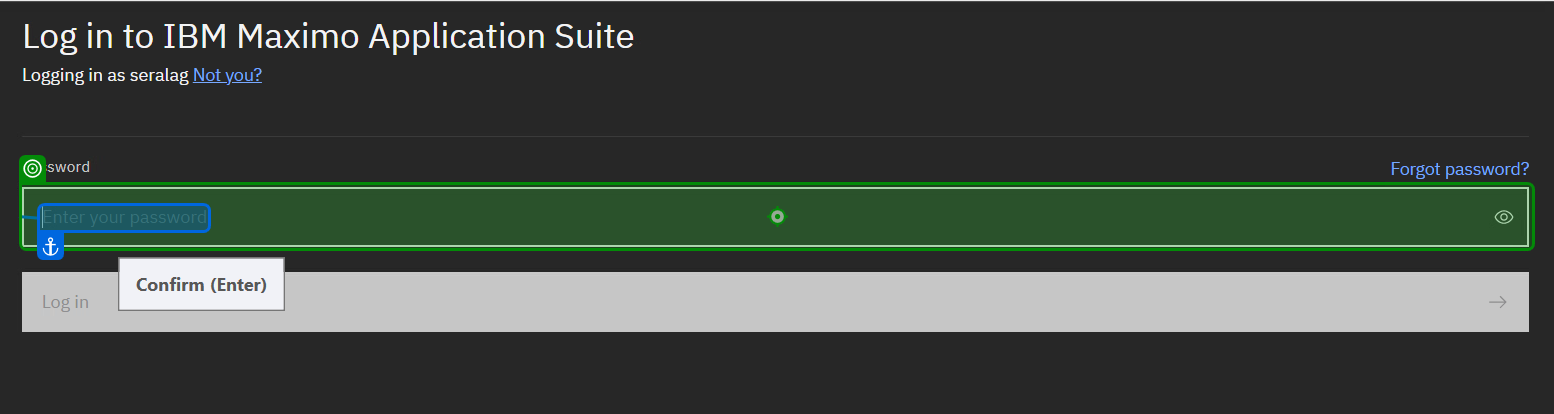 Log in to IBM Maximo Application Suite
Logging in as seralag Not you?
sword
Forgot password?
Enter your password
Confirm (Enter)
Log in